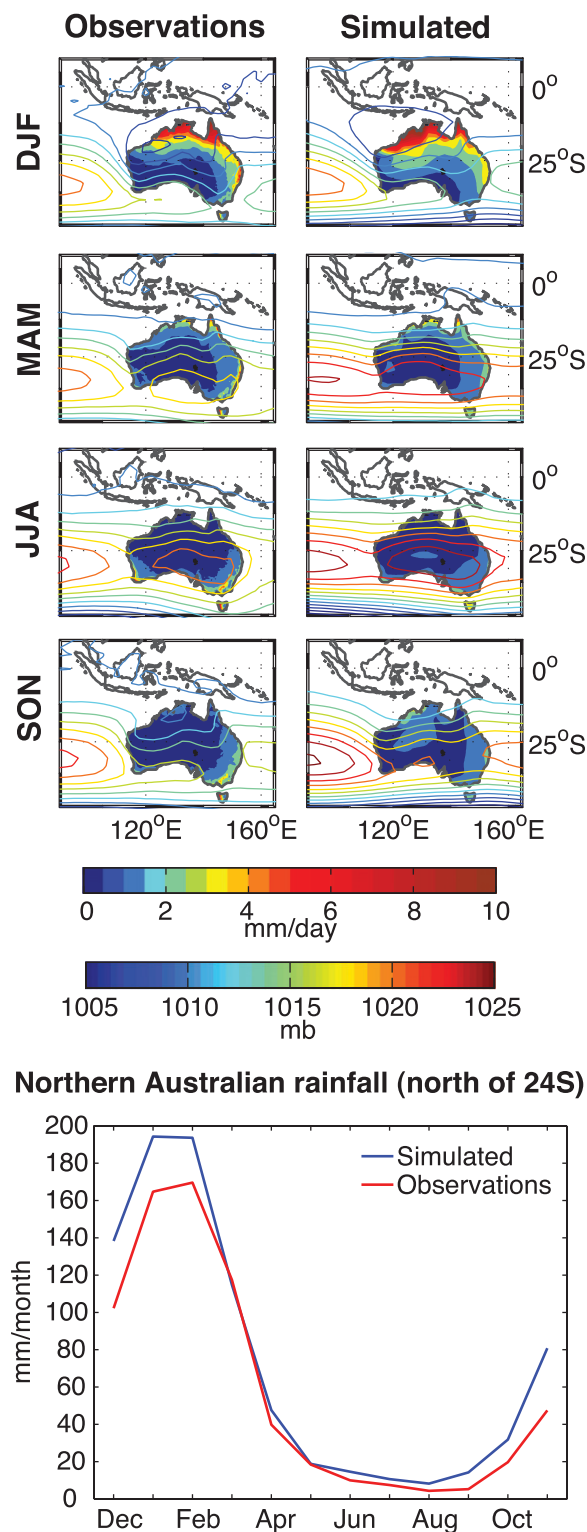 Observations Simulated
DJF
0°
25°S
MAM
0°
25°S
JJA
0°
25°S
SON
0°
25°S
120°E 160°E 120°E 160°E
0 2 4 6 8 10
mm/day
1005 1010 1015 1020 1025
mb
Northern Australian rainfall (north of 24S)
200
180
160
140
120
100
80
60
40
20
0
mm/month
Simulated
Observations
Dec Feb Apr Jun Aug Oct